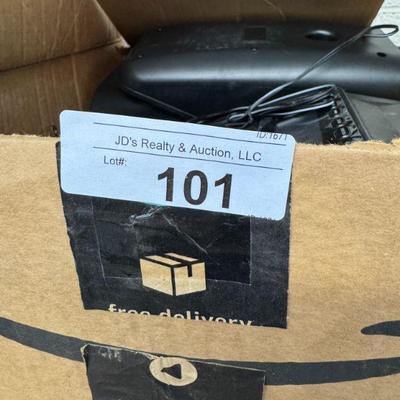 ID:1671
JD's Realty & Auction, LLC
Lot#:
101
free delivery